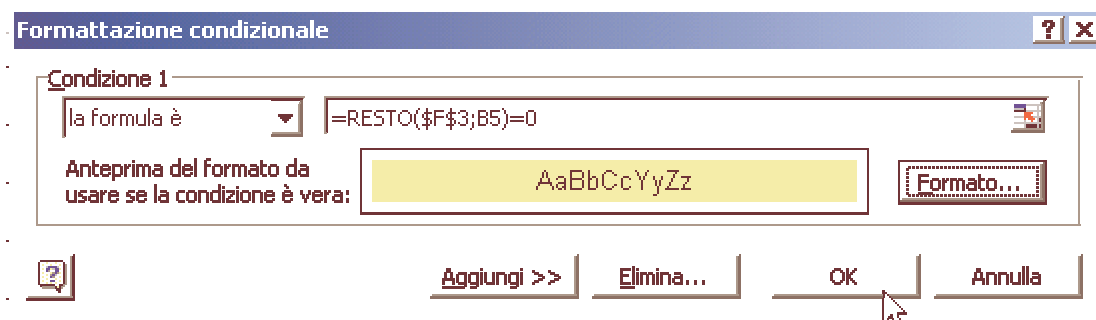 Formattazione condizionale
Condizione 1
la formula è =RESTO($F$3;B5)=0
Anteprima del formato da
usare se la condizione è vera:
AaBbCcYyZz
Formato...
Aggiungi >> Elimina... OK Annulla